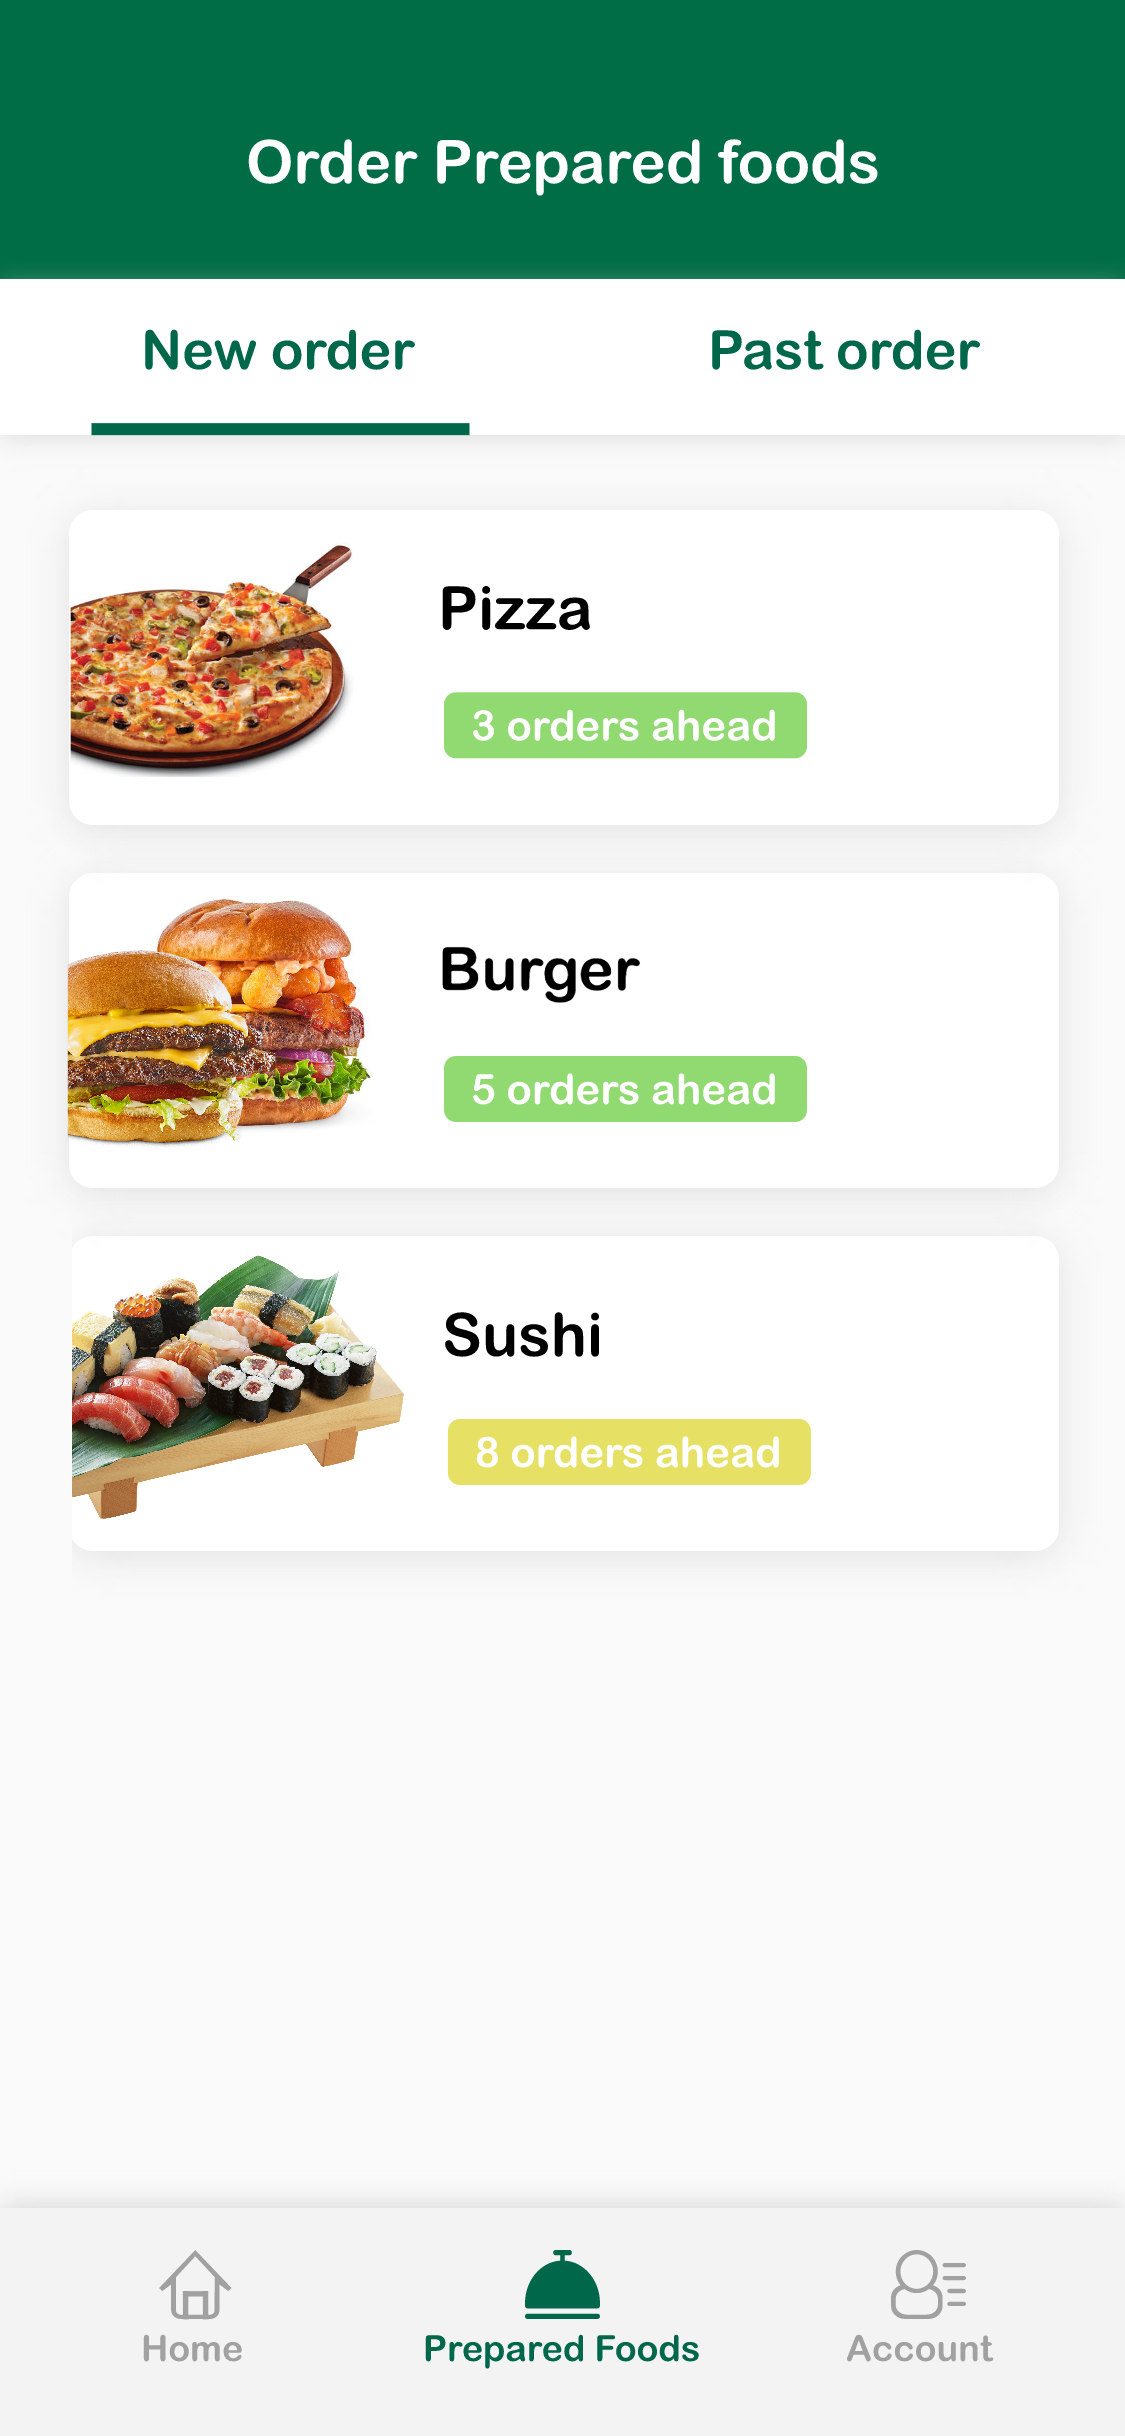 Order Prepared foods
New order
Past order
Pizza
3 orders ahead
Burger
5 orders ahead
Sushi
8 orders ahead
Home
Prepared Foods
Account